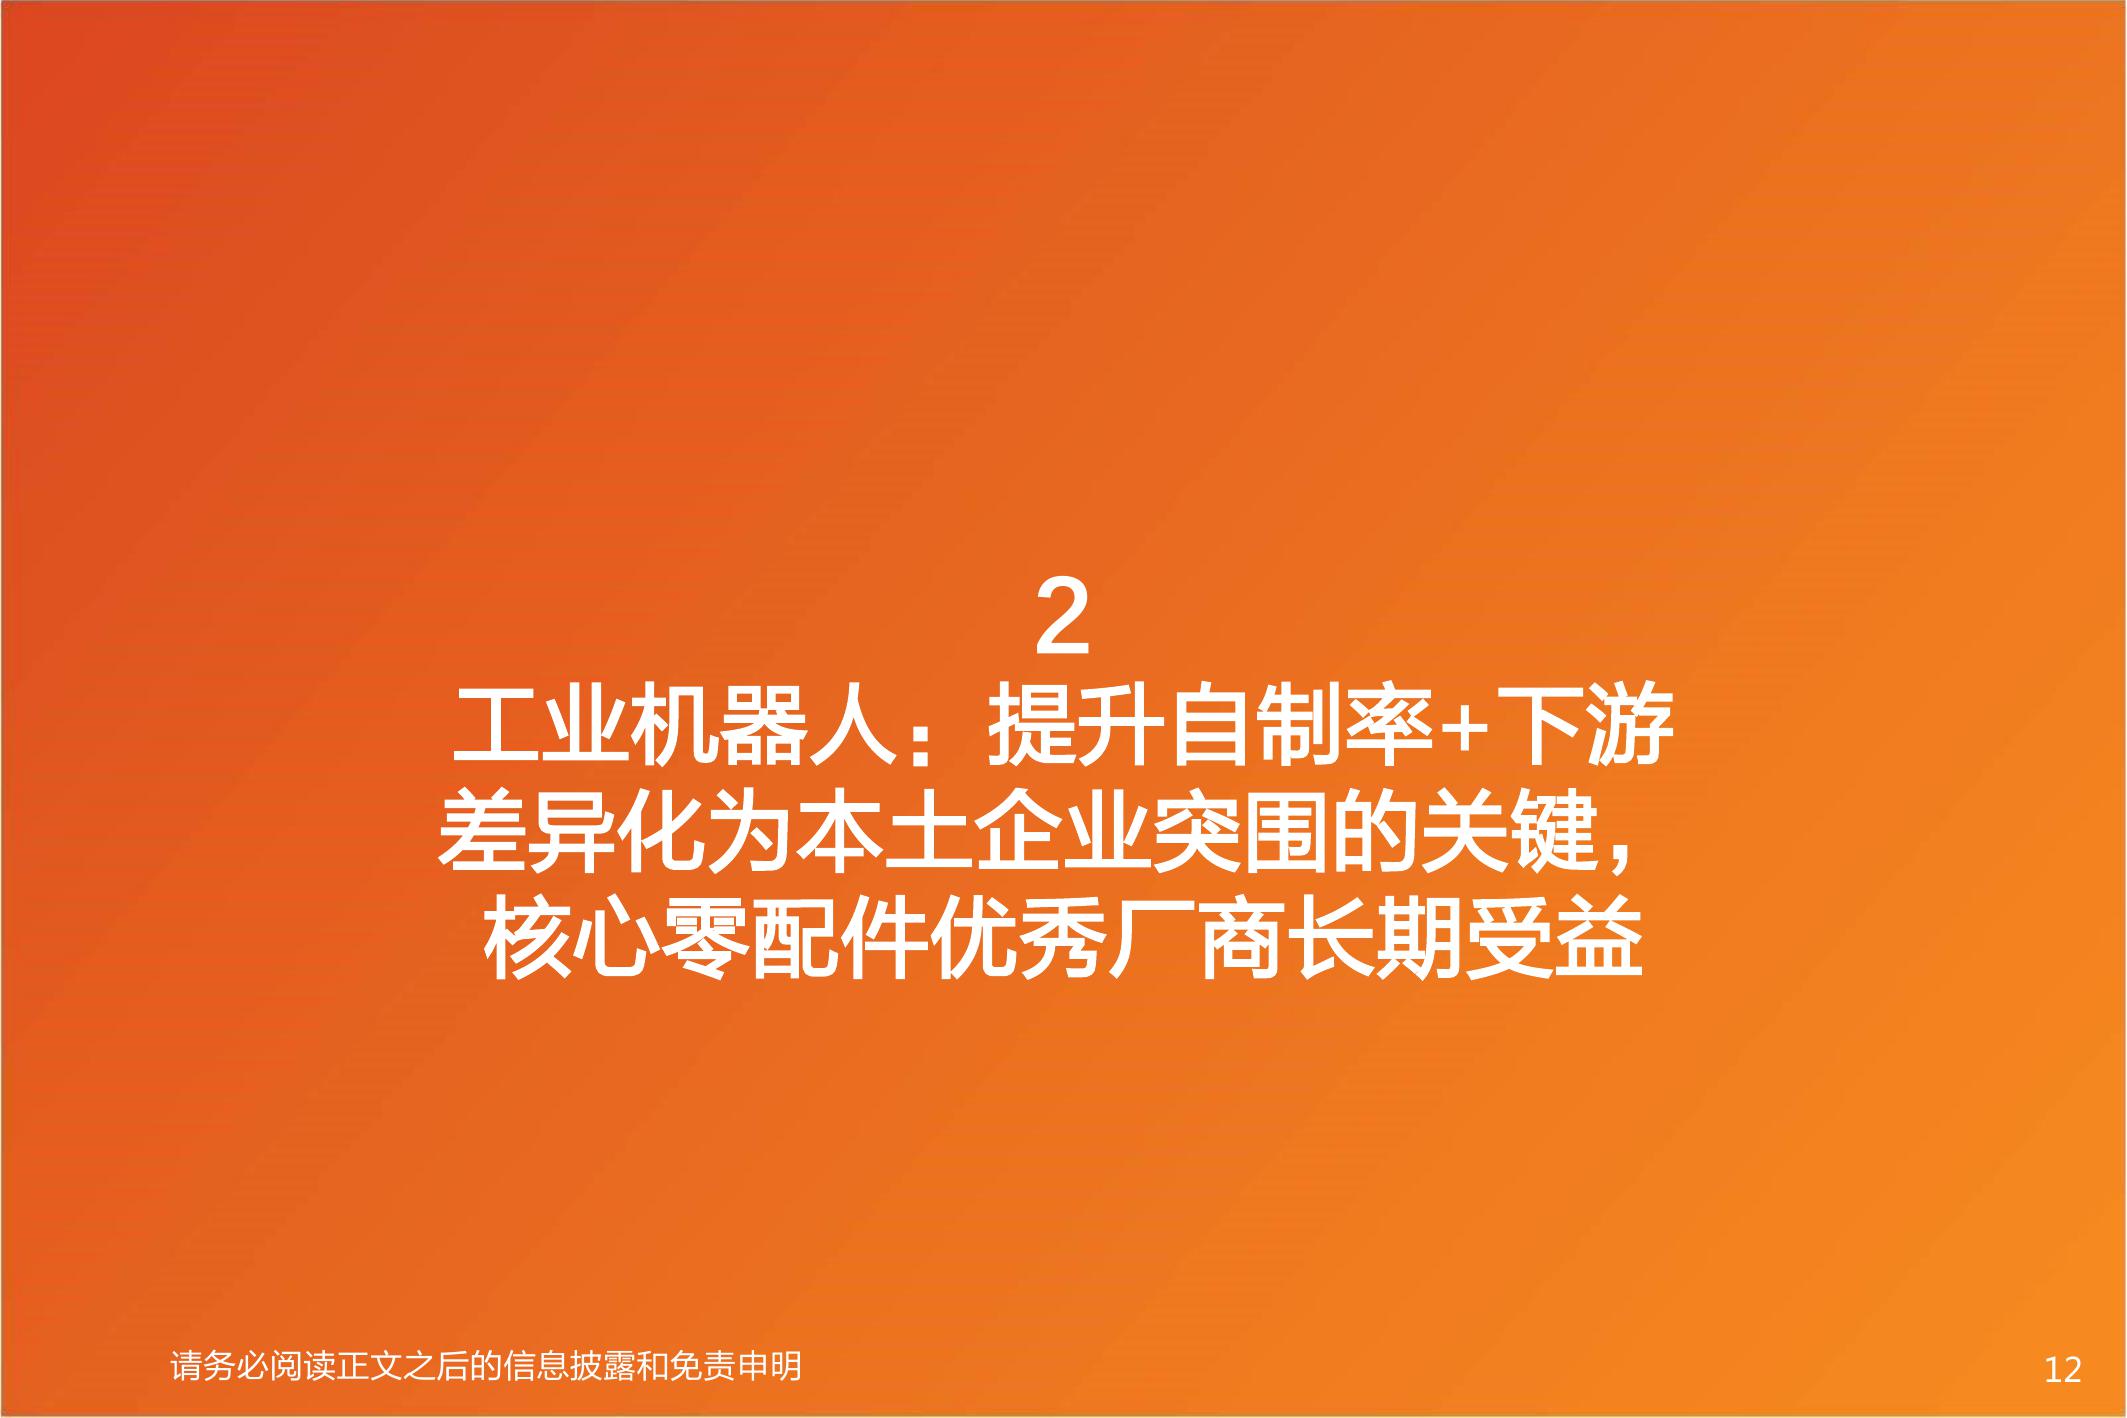 2
工业机器人：提升自制率+下游
差异化为本土企业突围的关键，
核心零配件优秀厂商长期受益
请务必阅读正文之后的信息披露和免责申明
12